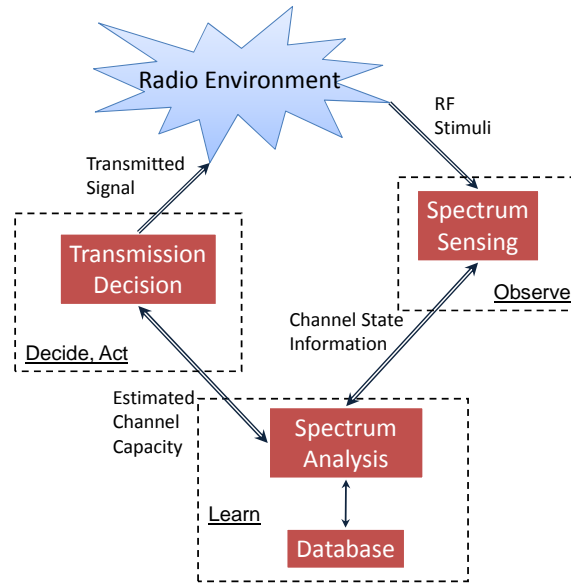 Radio Environment
RF
Stimuli
Transmitted
Signal
Spectrum
Sensing
Transmission
Decision
Observe
Channel State
Information
Decide, Act
Estimated
Channel
Capacity
Spectrum
Analysis
Learn
Database